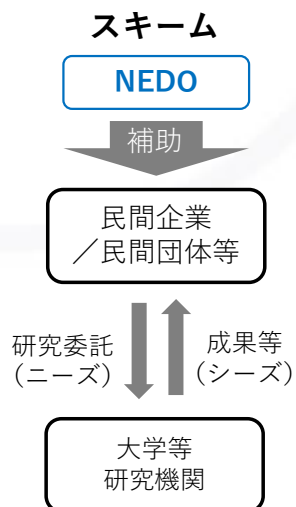 スキーム
NEDO
補助
民間企業
／民間団体等
研究委託
(ニーズ)
成果等
(シーズ)
大学等
研究機関